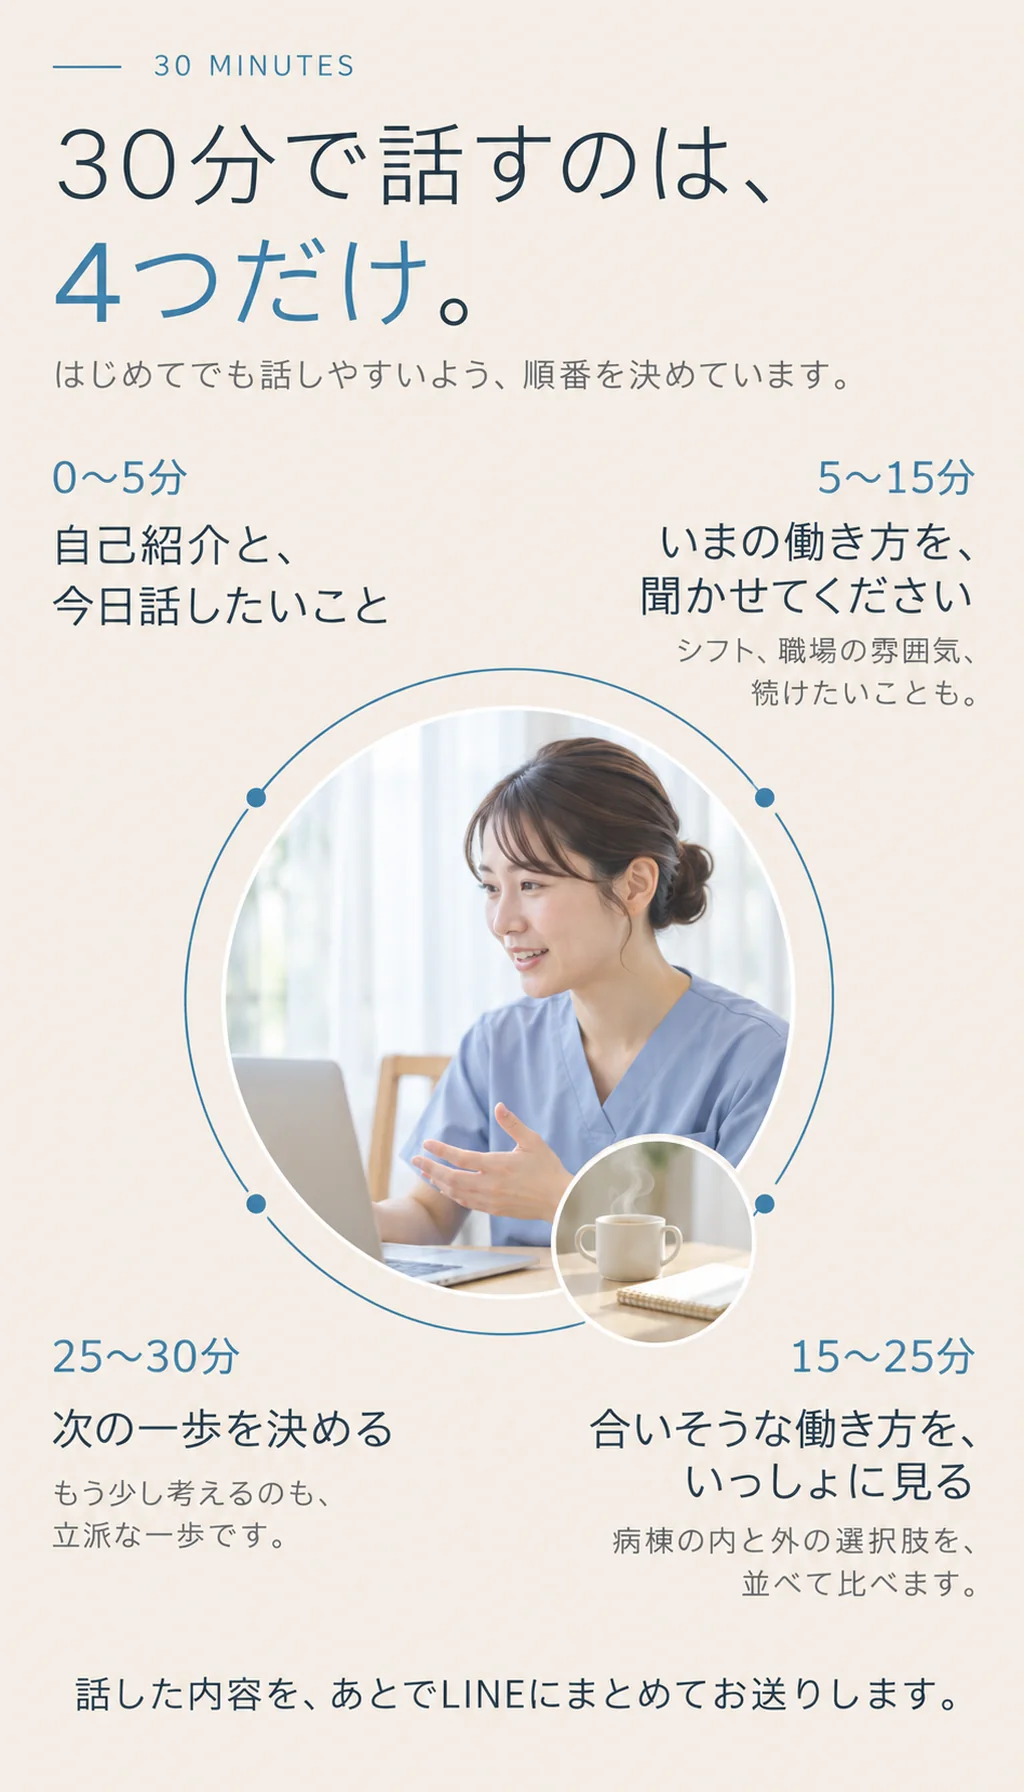 30 MINUTES
30分で話すのは、
4つだけ。
はじめてでも話しやすいよう、順番を決めています。
0〜5分
自己紹介と、
今日話したいこと
5〜15分
いまの働き方を、
聞かせてください
シフト、職場の雰囲気、
続けたいことも。
15〜25分
合いそうな働き方を、
いっしょに見る
病棟の内と外の選択肢を、
並べて比べます。
25〜30分
次の一歩を決める
もう少し考えるのも、
立派な一歩です。
話した内容を、あとでLINEにまとめてお送りします。